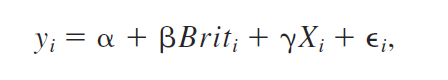 yᵢ = α + βBritᵢ + γXᵢ + ϵᵢ,